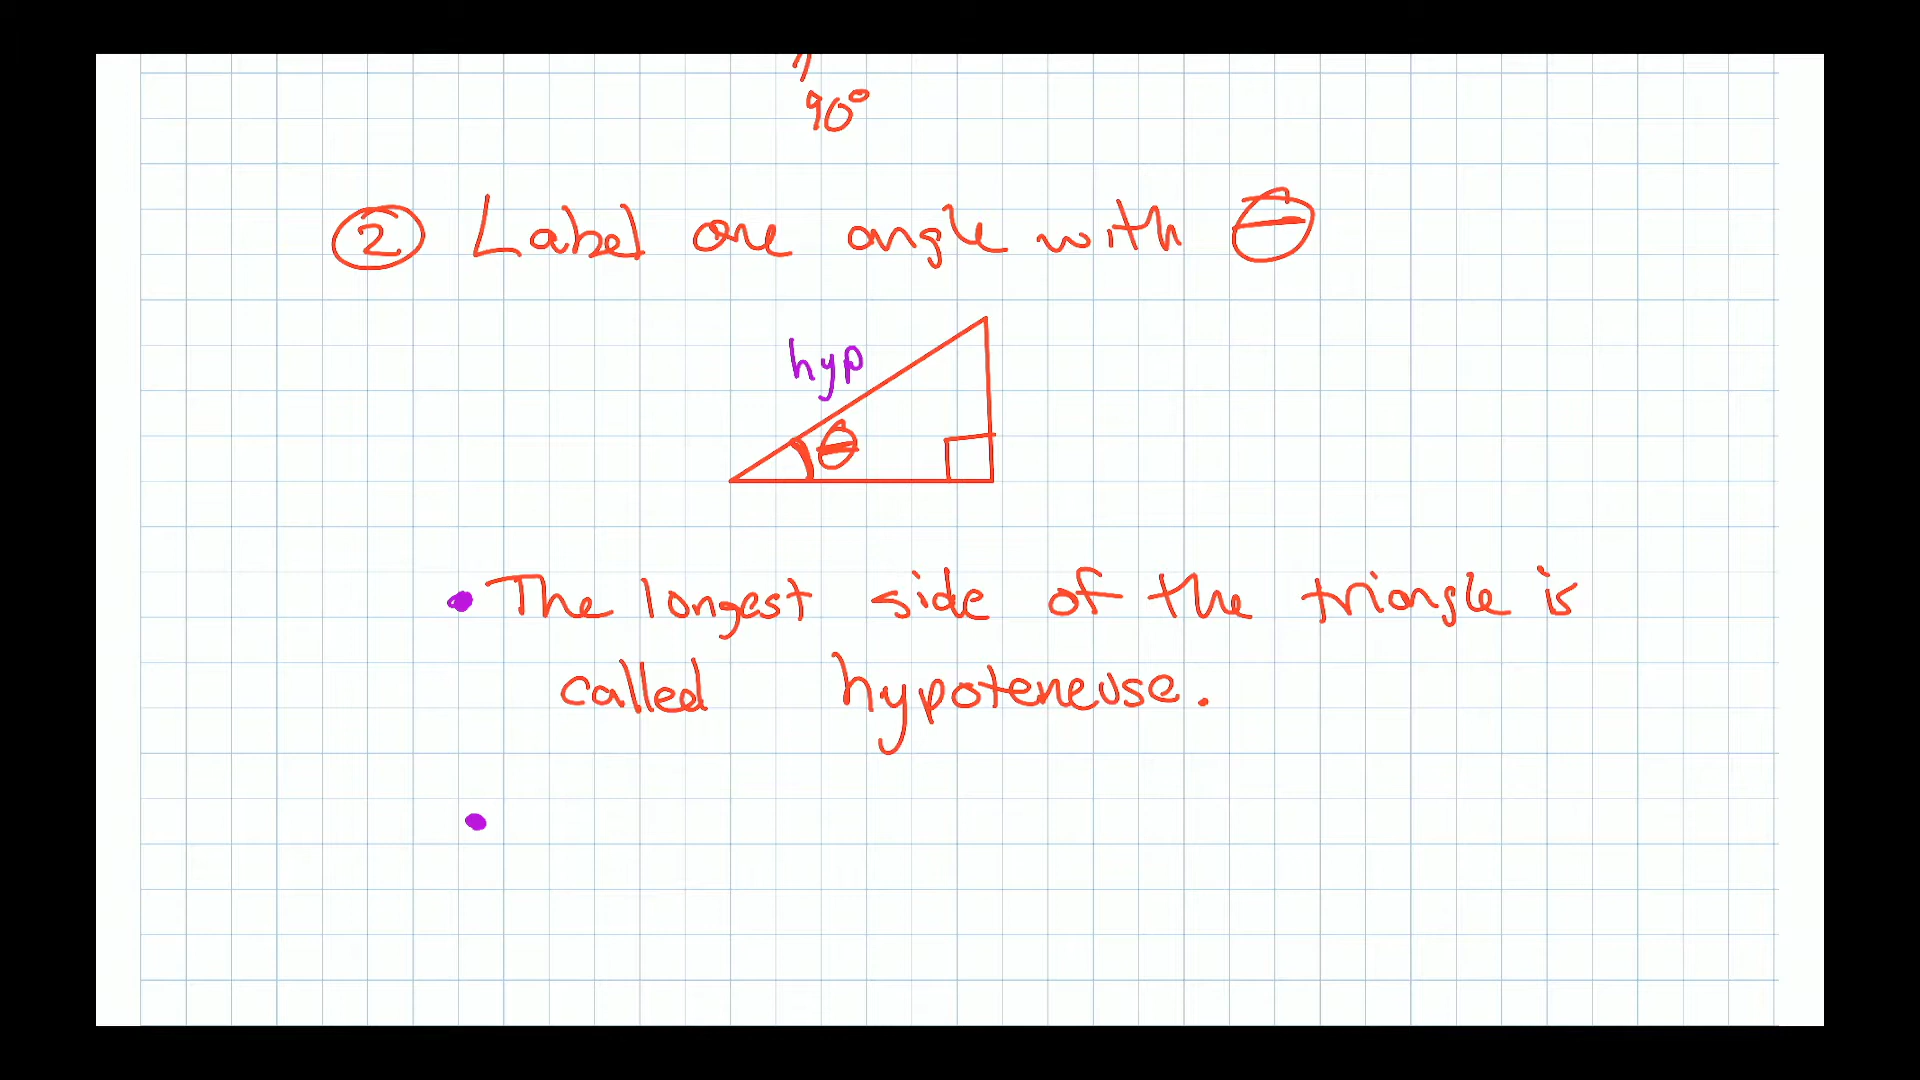 90°
② Label one angle with θ
hyp
θ
• The longest side of the triangle is
called hypoteneuse.
•